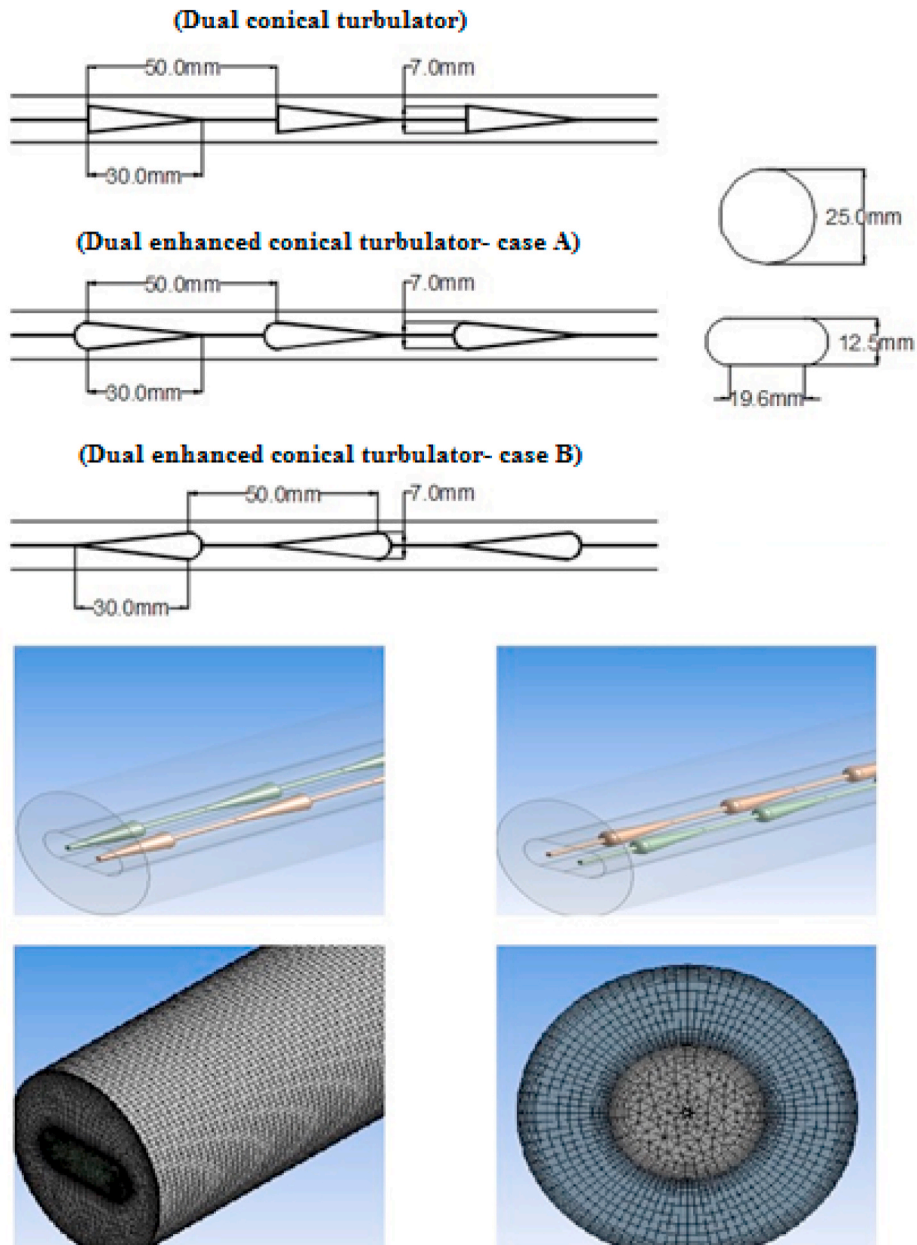 (Dual conical turbulator)
50.0mm
7.0mm
30.0mm
25.0mm
(Dual enhanced conical turbulator- case A)
50.0mm
7.0mm
12.5mm
30.0mm
19.6mm
(Dual enhanced conical turbulator- case B)
50.0mm
7.0mm
30.0mm